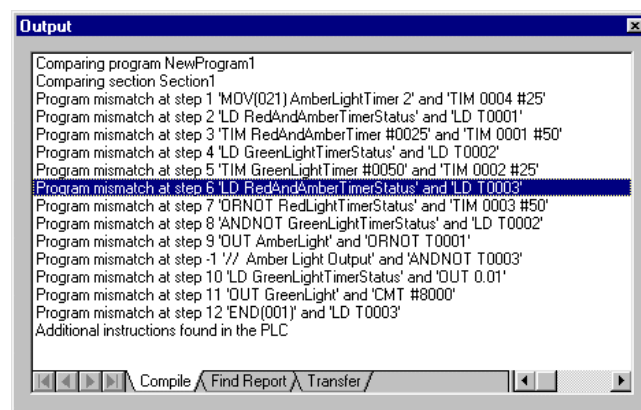 Output
Comparing program NewProgram1
Comparing section Section1
Program mismatch at step 1 'MOV(021) AmberLightTimer 2' and 'TIM 0004 #25'
Program mismatch at step 2 'LD RedAndAmberTimerStatus' and 'LD T0001'
Program mismatch at step 3 'TIM RedAndAmberTimer #0025' and 'TIM 0001 #50'
Program mismatch at step 4 'LD GreenLightTimerStatus' and 'LD T0002'
Program mismatch at step 5 'TIM GreenLightTimer #0050' and 'TIM 0002 #25'
Program mismatch at step 6 'LD RedAndAmberTimerStatus' and 'LD T0003'
Program mismatch at step 7 'ORNOT RedLightTimerStatus' and 'TIM 0003 #50'
Program mismatch at step 8 'ANDNOT GreenLightTimerStatus' and 'LD T0002'
Program mismatch at step 9 'OUT AmberLight' and 'ORNOT T0001'
Program mismatch at step -1 '// Amber Light Output' and 'ANDNOT T0003'
Program mismatch at step 10 'LD GreenLightTimerStatus' and 'OUT 0.01'
Program mismatch at step 11 'OUT GreenLight' and 'CMT #8000'
Program mismatch at step 12 'END(001)' and 'LD T0003'
Additional instructions found in the PLC
Compile Find Report Transfer